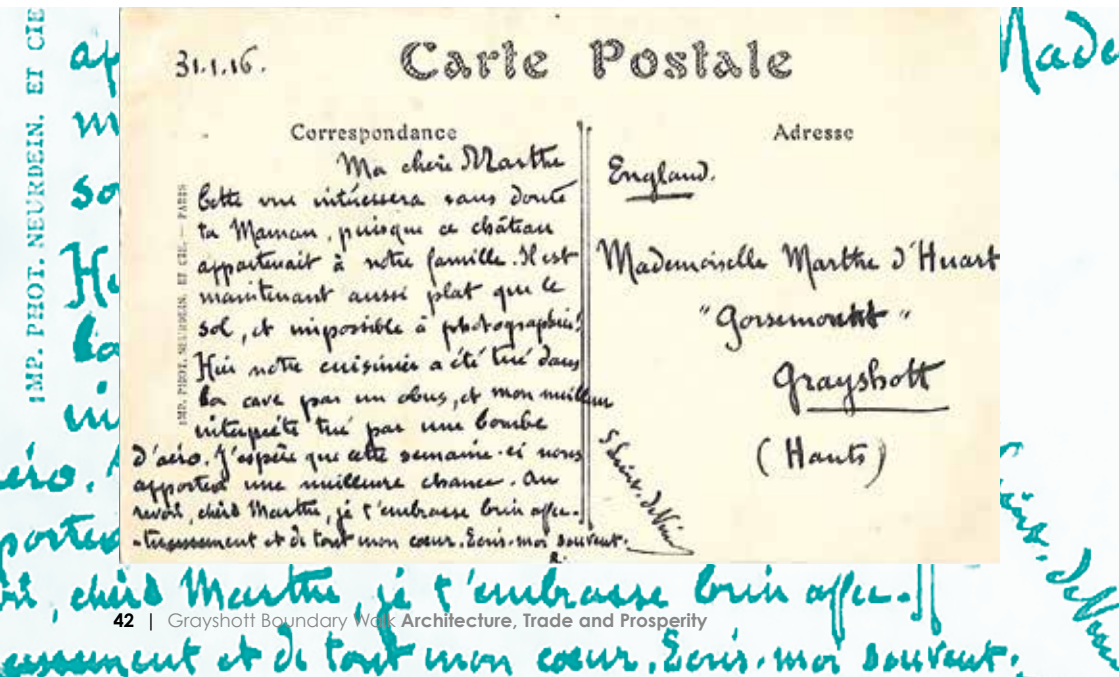 31.1.16.
Carte Postale
Correspondance
Adresse
Ma chère Marthe
Cette vue intéressera sans doute
ta Maman, puisque ce château
appartenait à notre famille. Il est
maintenant aussi plat que le
sol, et impossible à photographier!
Hier notre cuisinier a été tué dans
la cave par un obus, et mon meilleur
interprète tué par une bombe
d'aéro. J'espère que cette semaine-ci nous
apportera une meilleure chance. Au
revoir, chère Marthe, je t'embrasse bien affec-
-tueusement et de tout mon cœur. Ecris-moi souvent.
R.
England.
Mademoiselle Marthe d'Huart
"Gorsemount"
Grayshott
(Hants)
IMP. PHOT. NEURDEIN. ET CIE. — PARIS
IMP. PHOT. NEURDEIN. ET CIE
42 | Grayshott Boundary Walk Architecture, Trade and Prosperity
, chère Marthe, je t'embrasse bien affec-
et de tout mon cœur. Ecris-moi souvent.